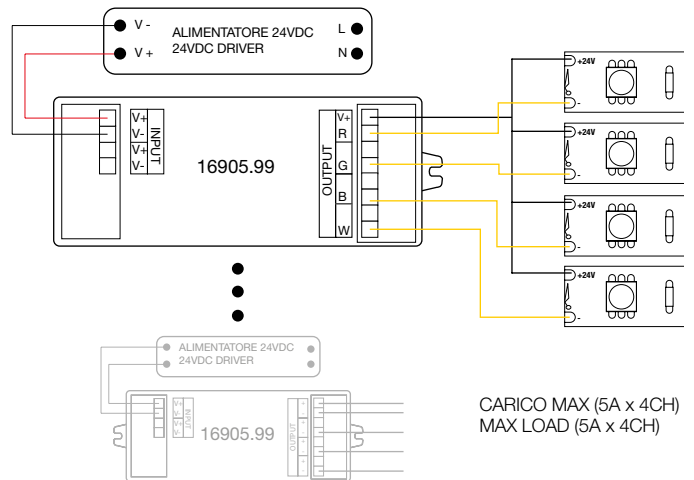 V -
ALIMENTATORE 24VDC
24VDC DRIVER
L
V +
N
V+
V-
V+
V-
INPUT
16905.99
OUTPUT
V+
R
G
B
W
+24V
-
+24V
-
+24V
-
+24V
-
ALIMENTATORE 24VDC
24VDC DRIVER
V+
V-
V+
V-
INPUT
16905.99
OUTPUT
+
-
+
-
+
-
CARICO MAX (5A x 4CH)
MAX LOAD (5A x 4CH)